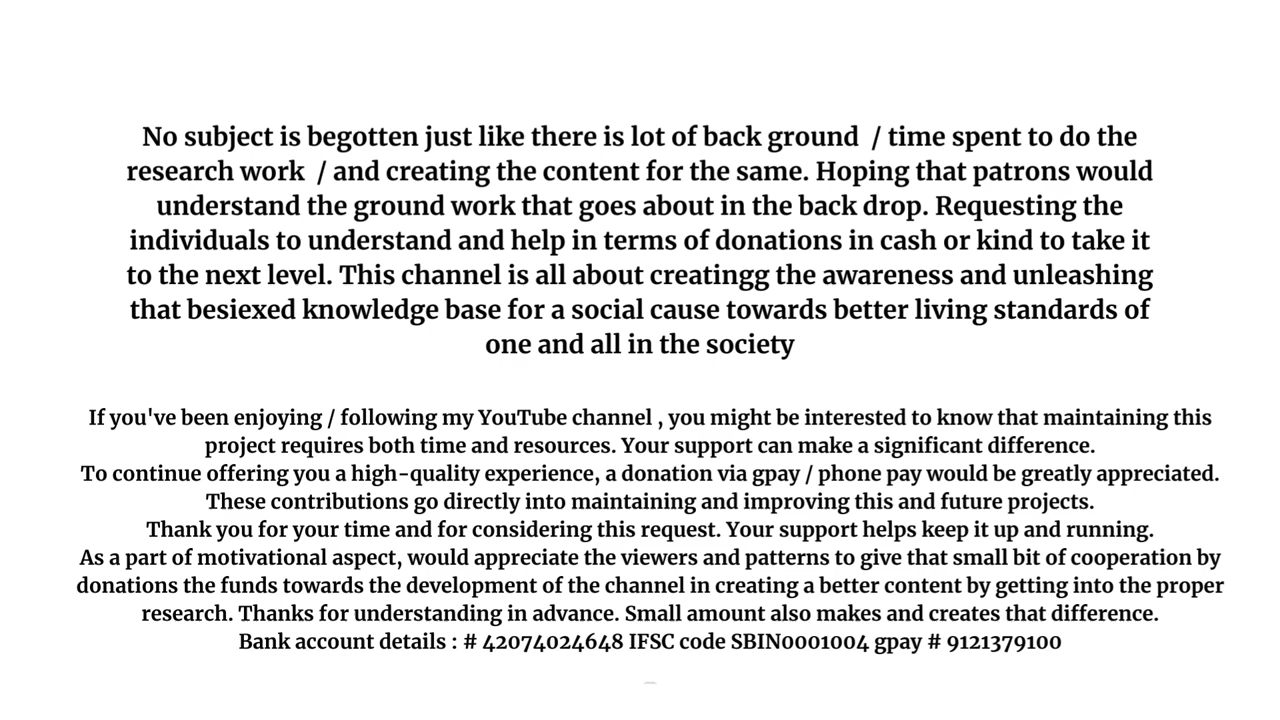 No subject is begotten just like there is lot of back ground / time spent to do the
research work / and creating the content for the same. Hoping that patrons would
understand the ground work that goes about in the back drop. Requesting the
individuals to understand and help in terms of donations in cash or kind to take it
to the next level. This channel is all about creatingg the awareness and unleashing
that besiexed knowledge base for a social cause towards better living standards of
one and all in the society
If you've been enjoying / following my YouTube channel , you might be interested to know that maintaining this
project requires both time and resources. Your support can make a significant difference.
To continue offering you a high-quality experience, a donation via gpay / phone pay would be greatly appreciated.
These contributions go directly into maintaining and improving this and future projects.
Thank you for your time and for considering this request. Your support helps keep it up and running.
As a part of motivational aspect, would appreciate the viewers and patterns to give that small bit of cooperation by
donations the funds towards the development of the channel in creating a better content by getting into the proper
research. Thanks for understanding in advance. Small amount also makes and creates that difference.
Bank account details : # 42074024648 IFSC code SBIN0001004 gpay # 9121379100